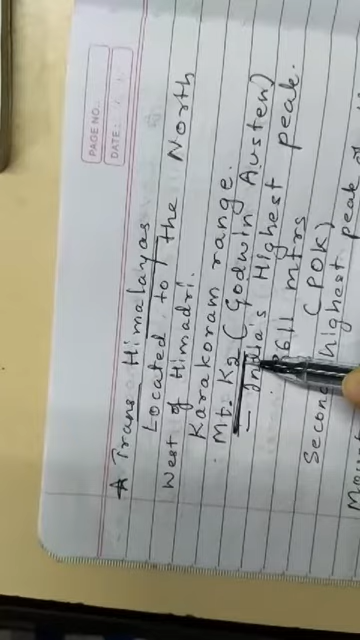 PAGE NO.:
DATE:
★ Trans Himalayas
Located to the North
West of Himadri.
Karakoram range.
Mt. K2 (Godwin Austen)
- India's Highest peak.
8611 mtrs (POK)
Second highest peak